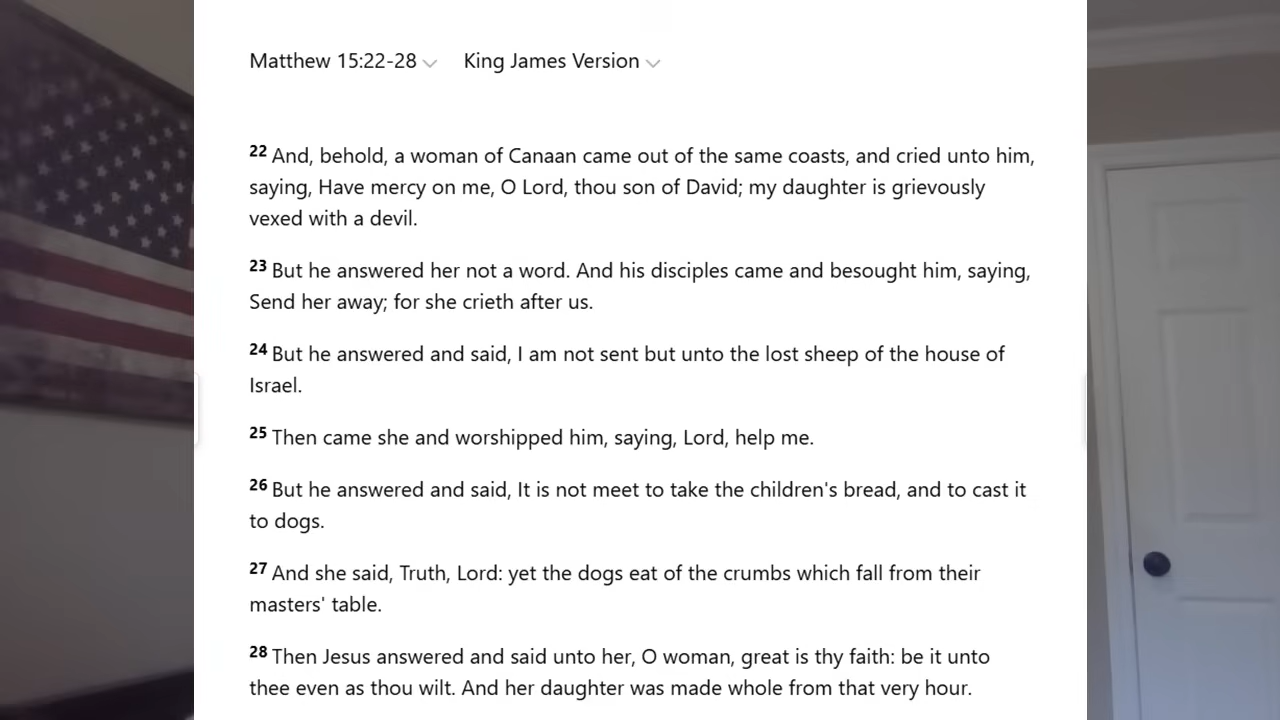 Matthew 15:22-28 King James Version
22 And, behold, a woman of Canaan came out of the same coasts, and cried unto him,
saying, Have mercy on me, O Lord, thou son of David; my daughter is grievously
vexed with a devil.
23 But he answered her not a word. And his disciples came and besought him, saying,
Send her away; for she crieth after us.
24 But he answered and said, I am not sent but unto the lost sheep of the house of
Israel.
25 Then came she and worshipped him, saying, Lord, help me.
26 But he answered and said, It is not meet to take the children's bread, and to cast it
to dogs.
27 And she said, Truth, Lord: yet the dogs eat of the crumbs which fall from their
masters' table.
28 Then Jesus answered and said unto her, O woman, great is thy faith: be it unto
thee even as thou wilt. And her daughter was made whole from that very hour.